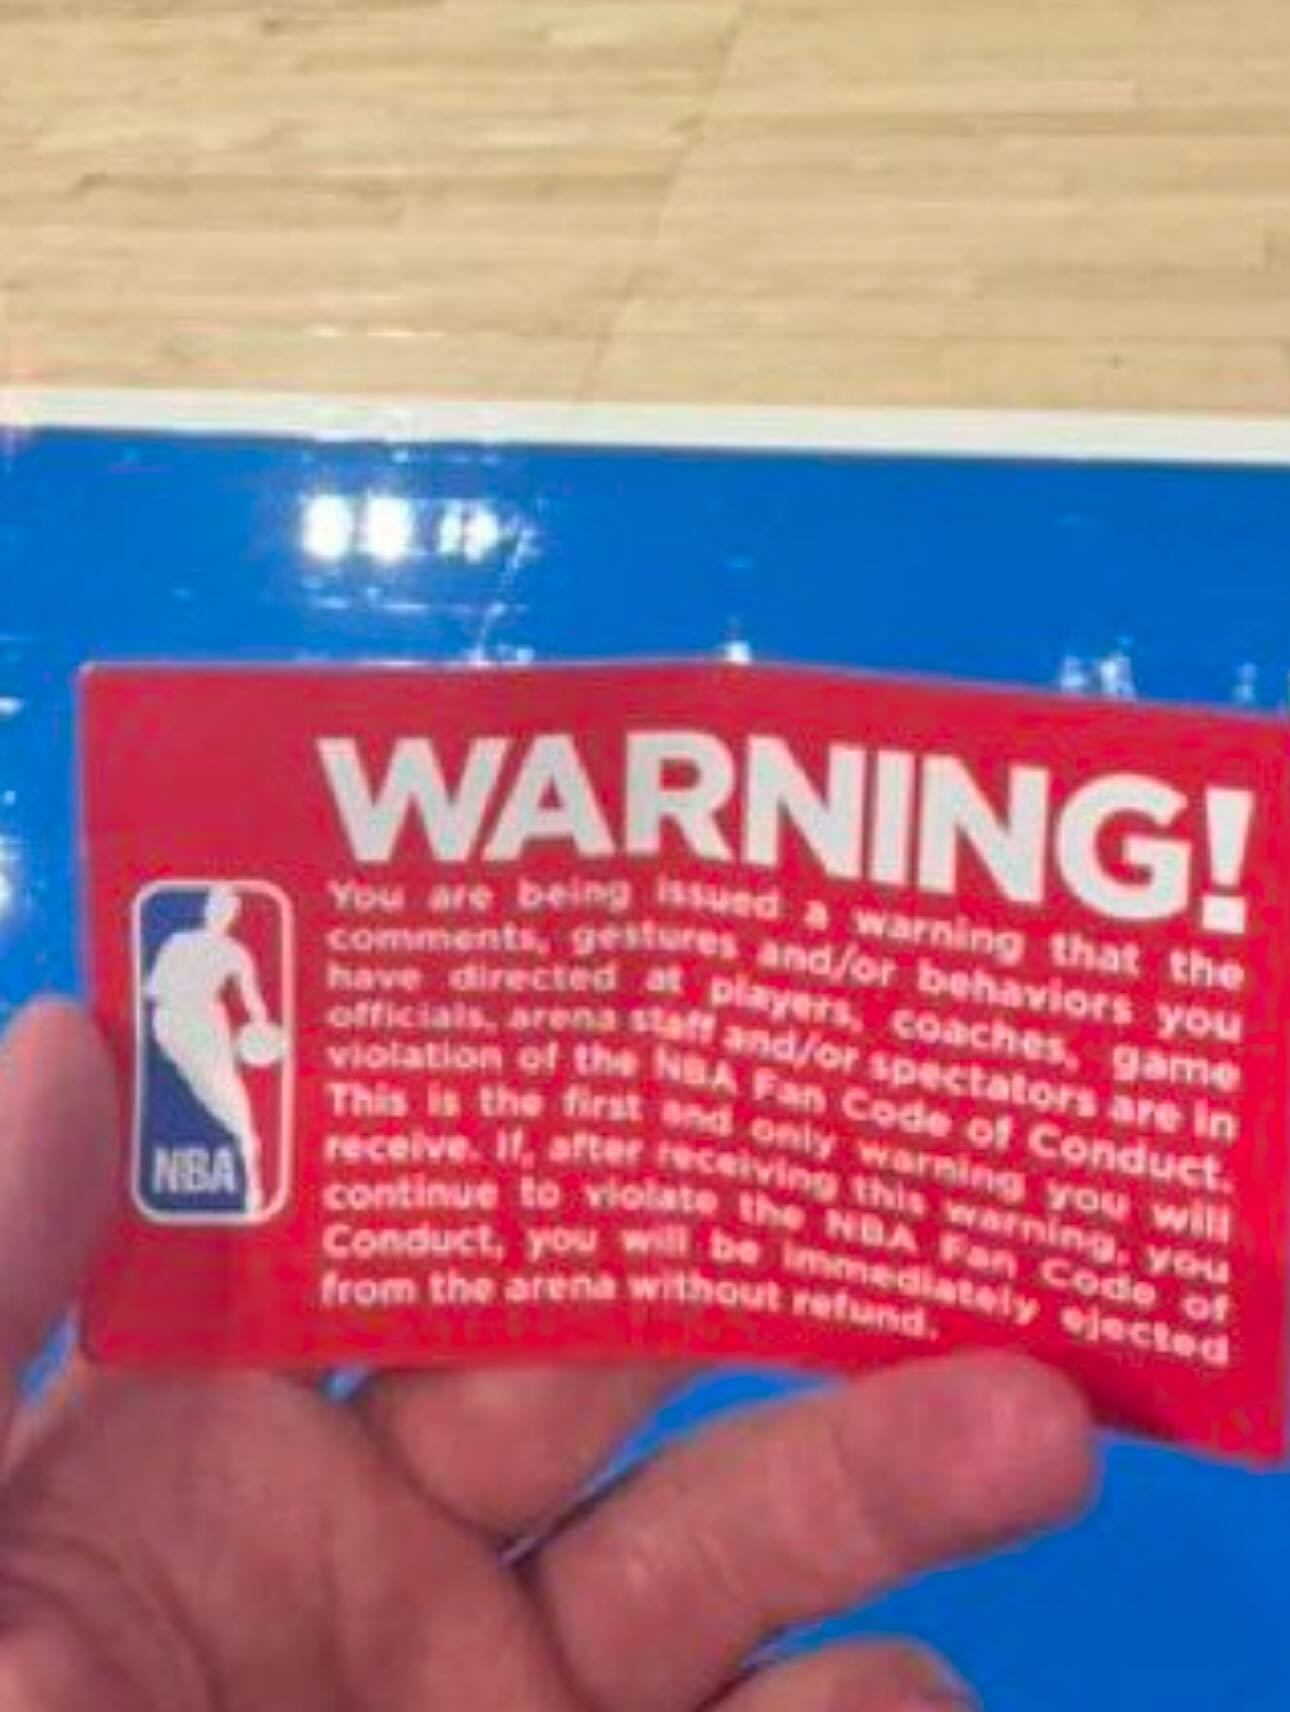 WARNING!
You are being issued a warning that the
comments, gestures and/or behaviors you
have directed at players, coaches, game
officials, arena staff and/or spectators are in
violation of the NBA Fan Code of Conduct.
This is the first and only warning you will
receive. If, after receiving this warning, you
continue to violate the NBA Fan Code of
Conduct, you will be immediately ejected
from the arena without refund.
NBA